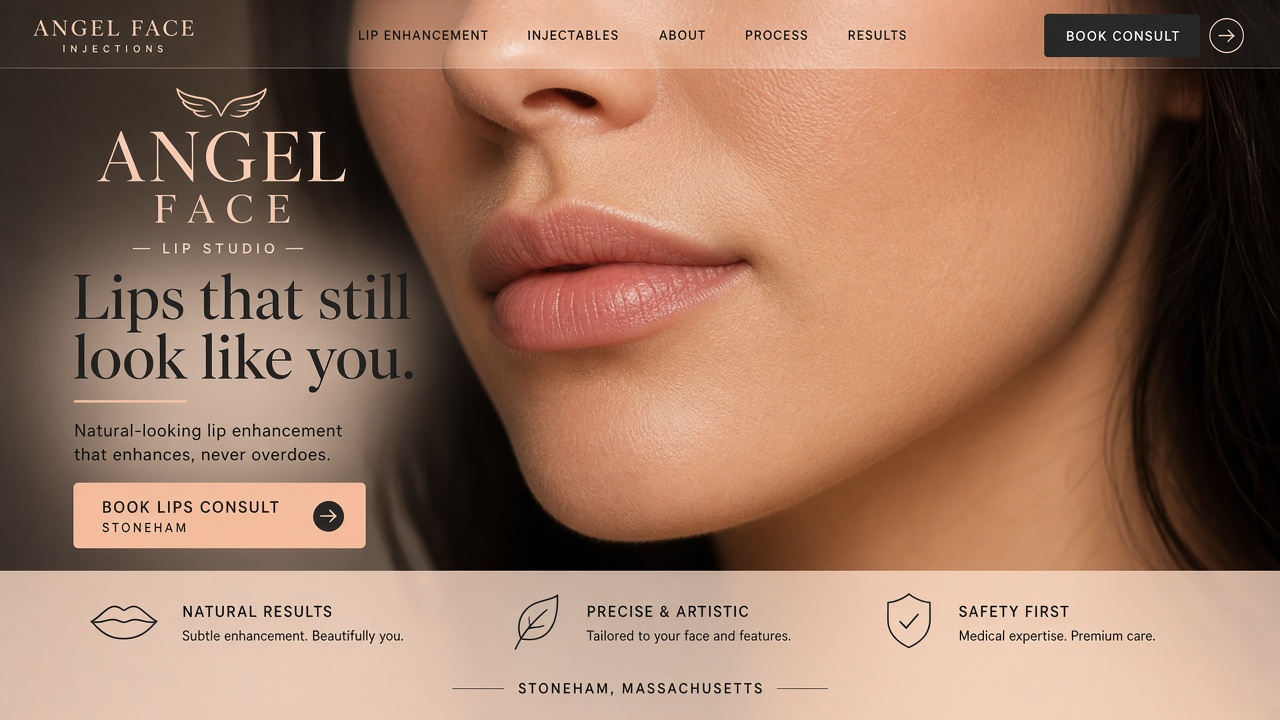 ANGEL FACE
INJECTIONS
LIP ENHANCEMENT
INJECTABLES
ABOUT
PROCESS
RESULTS
BOOK CONSULT
ANGEL
FACE
LIP STUDIO
Lips that still
look like you.
Natural-looking lip enhancement
that enhances, never overdoes.
BOOK LIPS CONSULT
STONEHAM
NATURAL RESULTS
Subtle enhancement. Beautifully you.
PRECISE & ARTISTIC
Tailored to your face and features.
SAFETY FIRST
Medical expertise. Premium care.
STONEHAM, MASSACHUSETTS